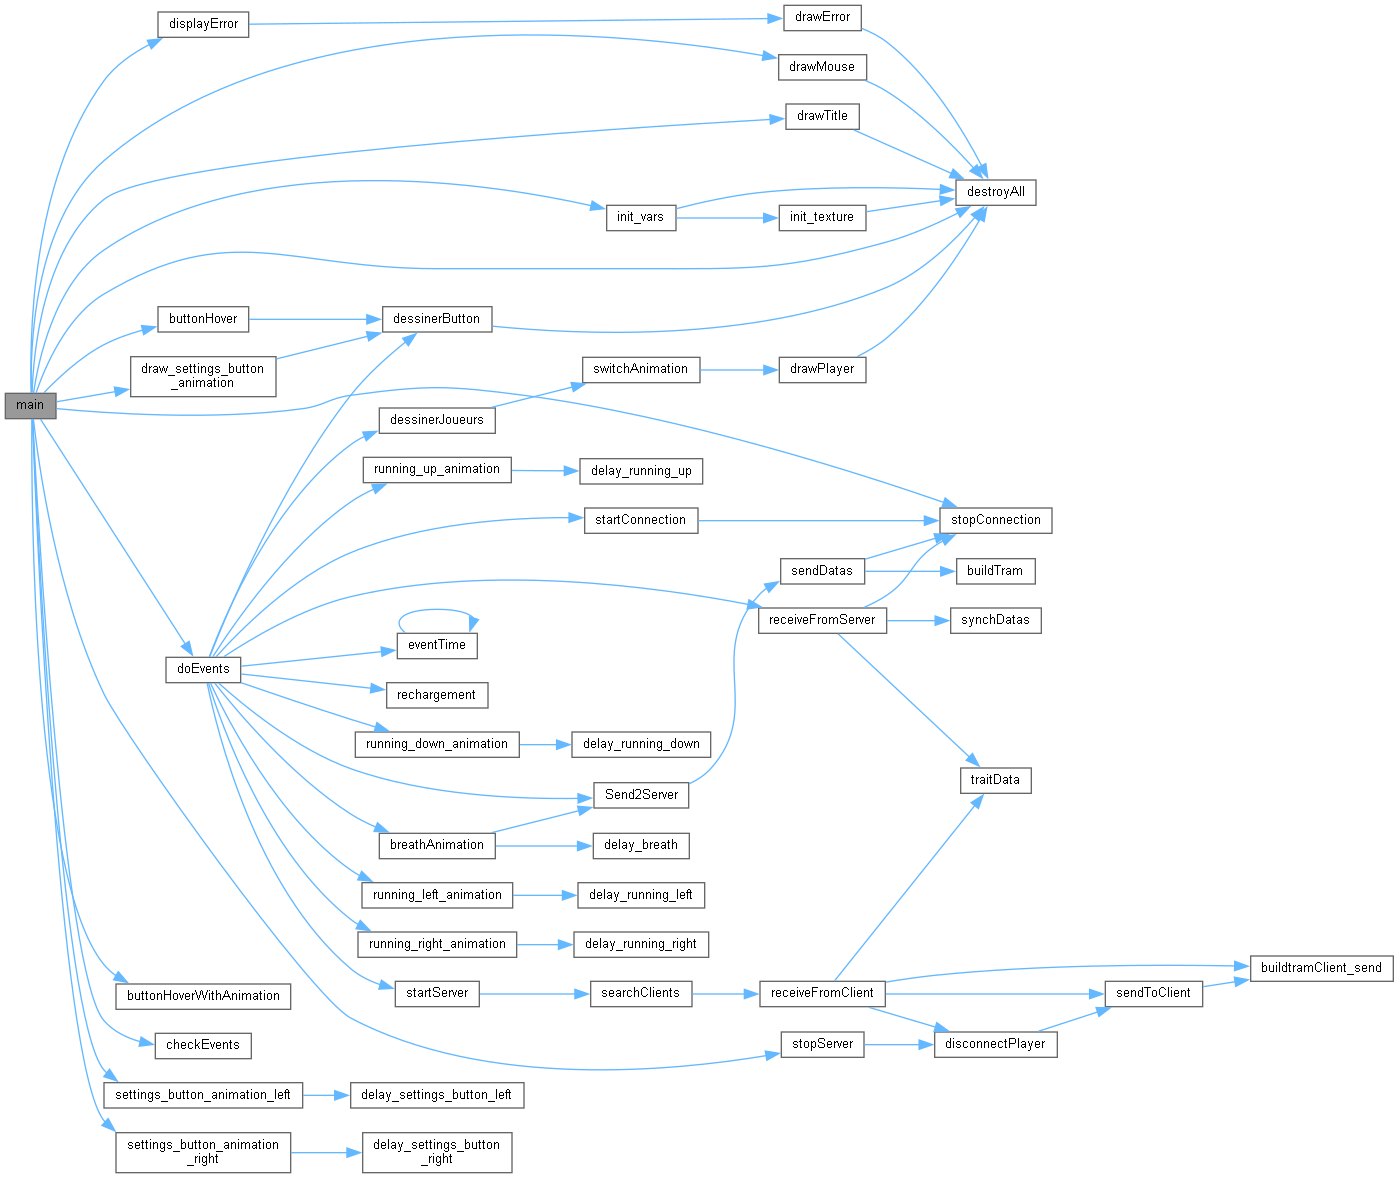 displayError
drawError
drawMouse
drawTitle
destroyAll
init_vars
init_texture
buttonHover
dessinerButton
draw_settings_button
_animation
switchAnimation
drawPlayer
main
dessinerJoueurs
running_up_animation
delay_running_up
startConnection
stopConnection
sendDatas
buildTram
receiveFromServer
synchDatas
eventTime
doEvents
rechargement
running_down_animation
delay_running_down
traitData
Send2Server
breathAnimation
delay_breath
running_left_animation
delay_running_left
running_right_animation
delay_running_right
buildtramClient_send
buttonHoverWithAnimation
startServer
searchClients
receiveFromClient
sendToClient
checkEvents
stopServer
disconnectPlayer
settings_button_animation_left
delay_settings_button_left
settings_button_animation
_right
delay_settings_button
_right